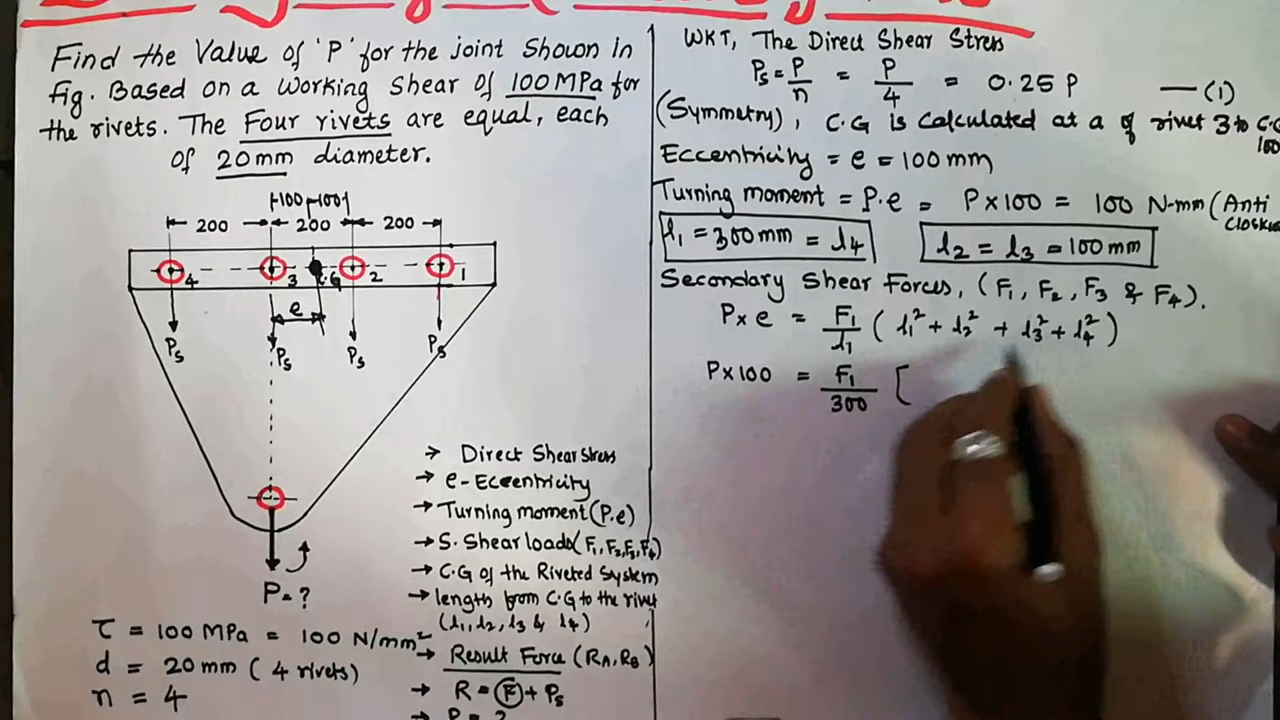 Find the Value of 'P' for the joint Shown in
fig. Based on a working Shear of 100 MPa for
the rivets. The Four rivets are equal, each
of 20mm diameter.
100 100
200 200 200
4 3 CG 2 1
e
Ps Ps Ps Ps
P = ?
τ = 100 MPa = 100 N/mm²
d = 20 mm ( 4 rivets)
n = 4
→ Direct Shear Stress
→ e - Eccentricity
→ Turning moment (P.e)
→ S. Shear loads (F1, F2, F3, F4)
→ C.G of the Riveted System
→ length from C.G to the rivet
(l1, l2, l3 & l4)
→ Result Force (RA, RB)
→ R = F + Ps
→ P = ?
WKT, The Direct Shear Stress
Ps = P/n = P/4 = 0.25 P — (1)
(Symmetry), C.G is calculated at a of rivet 3 to C.G
100
Eccentricity = e = 100 mm
Turning moment = P.e = P x 100 = 100 N-mm (Anti
l1 = 300 mm = l4 l2 = l3 = 100 mm
Secondary Shear Forces, (F1, F2, F3 & F4).
P x e = F1/l1 ( l1² + l2² + l3² + l4² )
P x 100 = F1/300 [